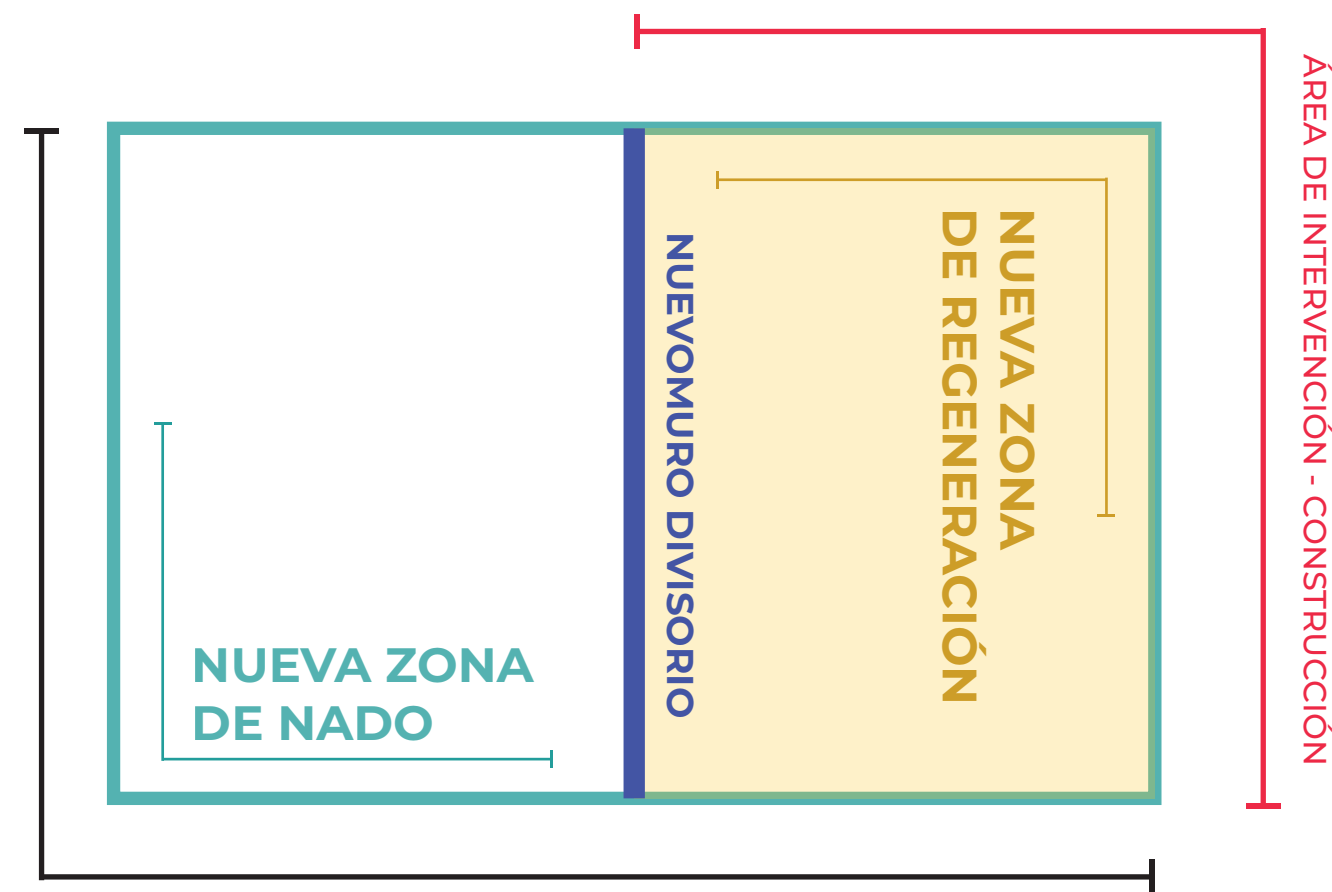 NUEVA ZONA
DE NADO
NUEVOMURO DIVISORIO
NUEVA ZONA
DE REGENERACIÓN
ÁREA DE INTERVENCIÓN - CONSTRUCCIÓN